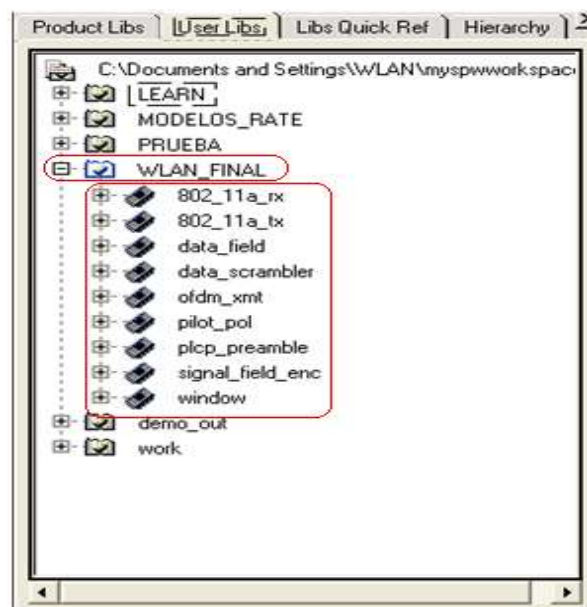 Product Libs User Libs Libs Quick Ref Hierarchy
C:\Documents and Settings\WLAN\myspwworkspac
LEARN
MODELOS_RATE
PRUEBA
WLAN_FINAL
802_11a_rx
802_11a_tx
data_field
data_scrambler
ofdm_xmt
pilot_pol
plcp_preamble
signal_field_enc
window
demo_out
work